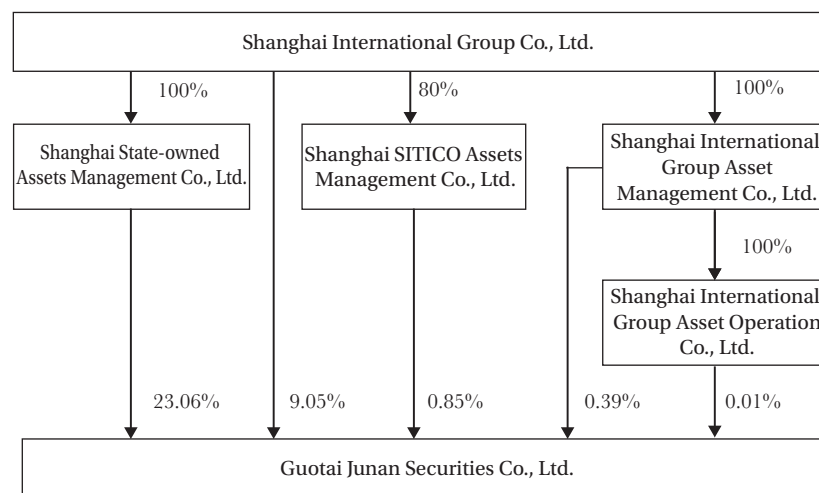 Shanghai International Group Co., Ltd.
100%
80%
100%
Shanghai State-owned
Assets Management Co., Ltd.
Shanghai SITICO Assets
Management Co., Ltd.
Shanghai International
Group Asset
Management Co., Ltd.
100%
Shanghai International
Group Asset Operation
Co., Ltd.
23.06%
9.05%
0.85%
0.39%
0.01%
Guotai Junan Securities Co., Ltd.